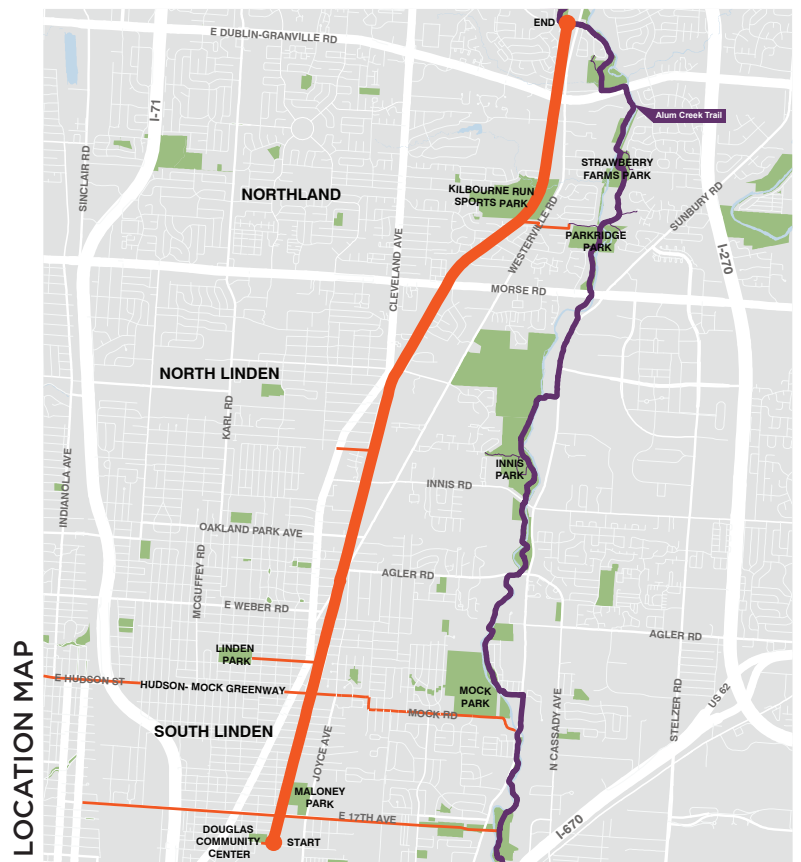 END
E DUBLIN-GRANVILLE RD
I-71
Alum Creek Trail
SINCLAIR RD
STRAWBERRY
FARMS PARK
NORTHLAND
KILBOURNE RUN
SPORTS PARK
SUNBURY RD
WESTERVILLE RD
PARKRIDGE
PARK
CLEVELAND AVE
I-270
MORSE RD
NORTH LINDEN
KARL RD
INNIS
PARK
INDIANOLA AVE
INNIS RD
OAKLAND PARK AVE
MCGUFFEY RD
AGLER RD
E WEBER RD
AGLER RD
LINDEN
PARK
E HUDSON ST
HUDSON- MOCK GREENWAY
MOCK
PARK
MOCK RD
US 62
STELZER RD
N CASSADY AVE
SOUTH LINDEN
JOYCE AVE
MALONEY
PARK
E 17TH AVE
I-670
DOUGLAS
COMMUNITY
CENTER
START
LOCATION MAP